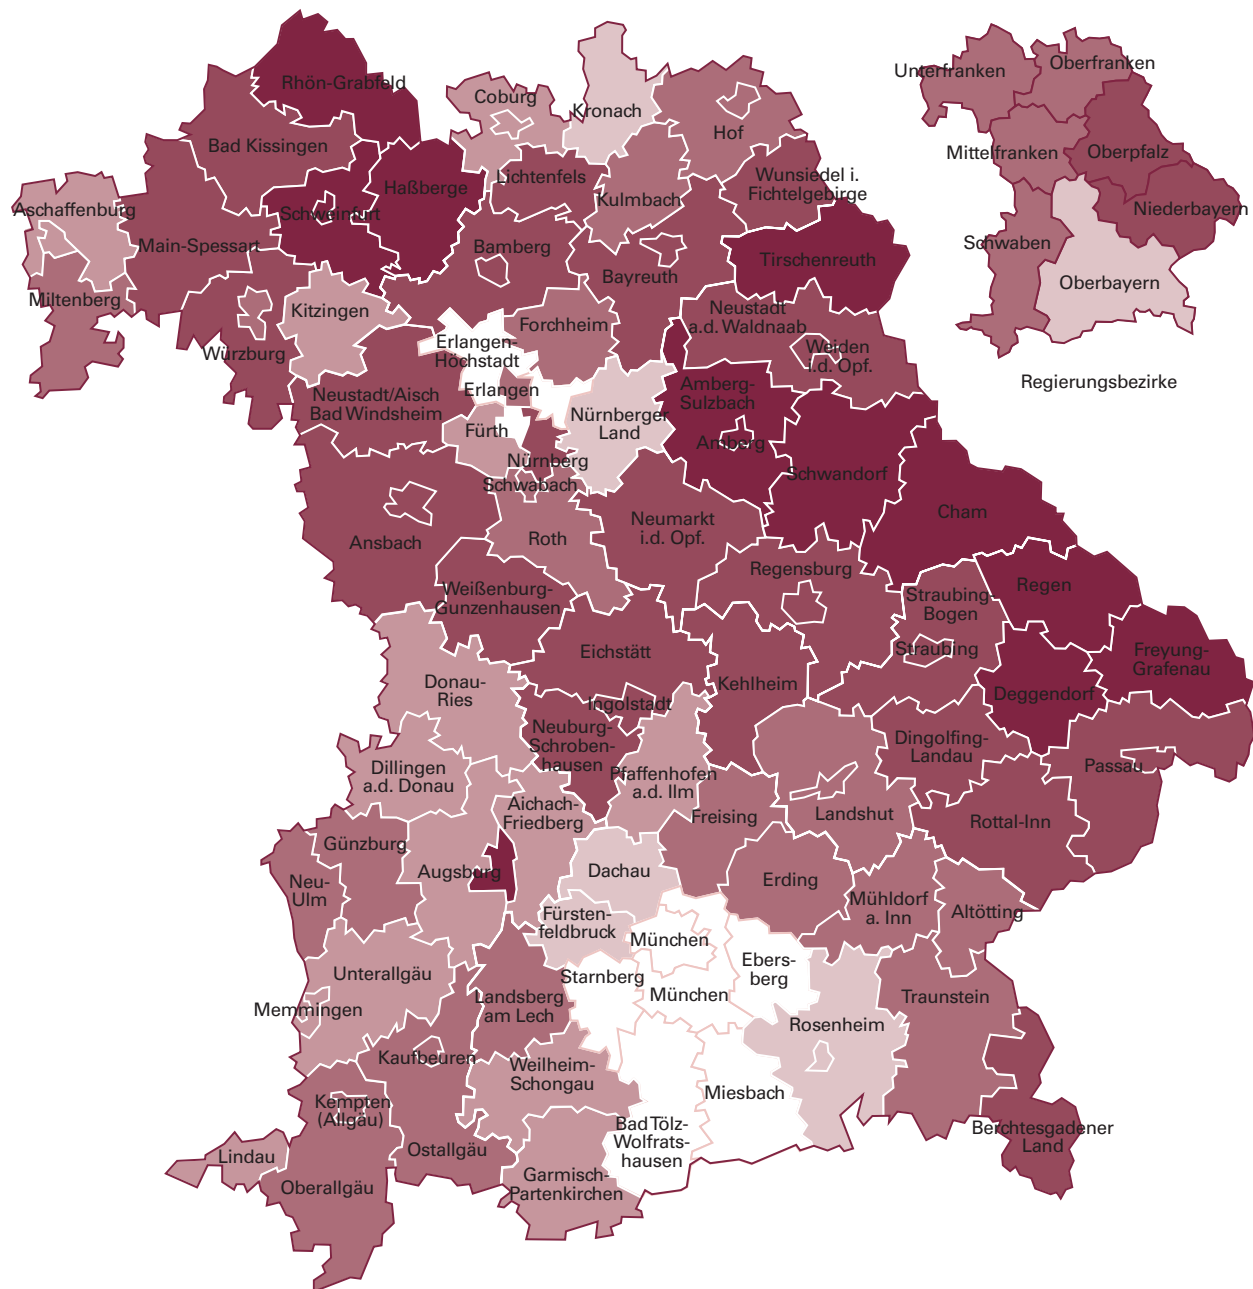 Rhön-Grabfeld
Coburg
Kronach
Hof
Bad Kissingen
Lichtenfels
Wunsiedel i.
Fichtelgebirge
Haßberge
Kulmbach
Aschaffenburg
Schweinfurt
Main-Spessart
Bamberg
Bayreuth
Tirschenreuth
Miltenberg
Kitzingen
Forchheim
Neustadt
a.d. Waldnaab
Würzburg
Erlangen-
Höchstadt
Weiden
i.d. Opf.
Neustadt/Aisch
Bad Windsheim
Erlangen
Amberg-
Sulzbach
Nürnberger
Land
Fürth
Amberg
Nürnberg
Schwabach
Schwandorf
Ansbach
Roth
Neumarkt
i.d. Opf.
Cham
Weißenburg-
Gunzenhausen
Regensburg
Straubing-
Bogen
Regen
Eichstätt
Straubing
Freyung-
Grafenau
Donau-
Ries
Kehlheim
Deggendorf
Ingolstadt
Neuburg-
Schroben-
hausen
Dingolfing-
Landau
Passau
Dillingen
a.d. Donau
Pfaffenhofen
a.d. Ilm
Aichach-
Friedberg
Freising
Landshut
Rottal-Inn
Günzburg
Augsburg
Dachau
Erding
Neu-
Ulm
Mühldorf
a. Inn
Altötting
Fürsten-
feldbruck
München
Ebers-
berg
Unterallgäu
Starnberg
München
Memmingen
Landsberg
am Lech
Traunstein
Rosenheim
Kaufbeuren
Weilheim-
Schongau
Miesbach
Kempten
(Allgäu)
Bad Tölz-
Wolfrats-
hausen
Berchtesgadener
Land
Lindau
Ostallgäu
Oberallgäu
Garmisch-
Partenkirchen
Unterfranken
Oberfranken
Mittelfranken
Oberpfalz
Niederbayern
Schwaben
Oberbayern
Regierungsbezirke